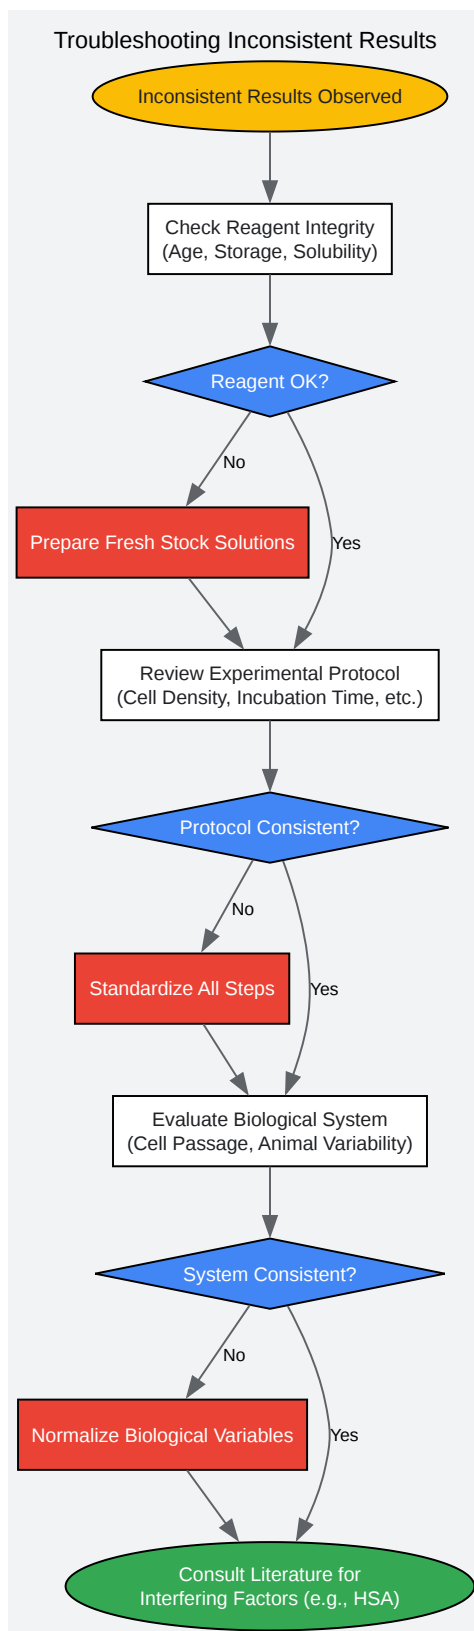 Troubleshooting Inconsistent Results
Inconsistent Results Observed
Check Reagent Integrity
(Age, Storage, Solubility)
Reagent OK?
No
Yes
Prepare Fresh Stock Solutions
Review Experimental Protocol
(Cell Density, Incubation Time, etc.)
Protocol Consistent?
No
Yes
Standardize All Steps
Evaluate Biological System
(Cell Passage, Animal Variability)
System Consistent?
No
Yes
Normalize Biological Variables
Consult Literature for
Interfering Factors (e.g., HSA)